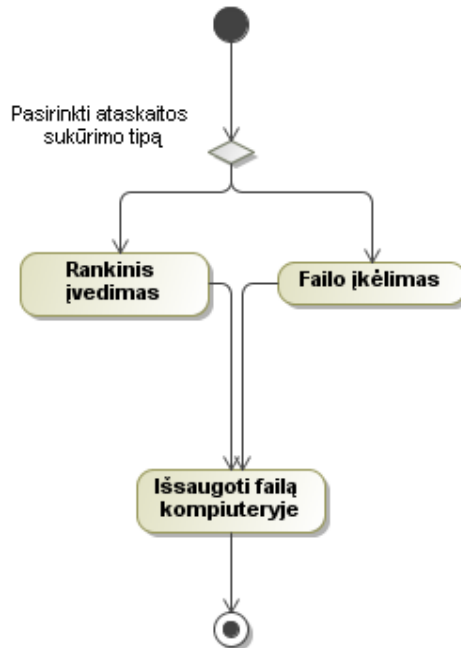 Pasirinkti ataskaitos
sukūrimo tipą
Rankinis
įvedimas
Failo įkėlimas
Išsaugoti failą
kompiuteryje